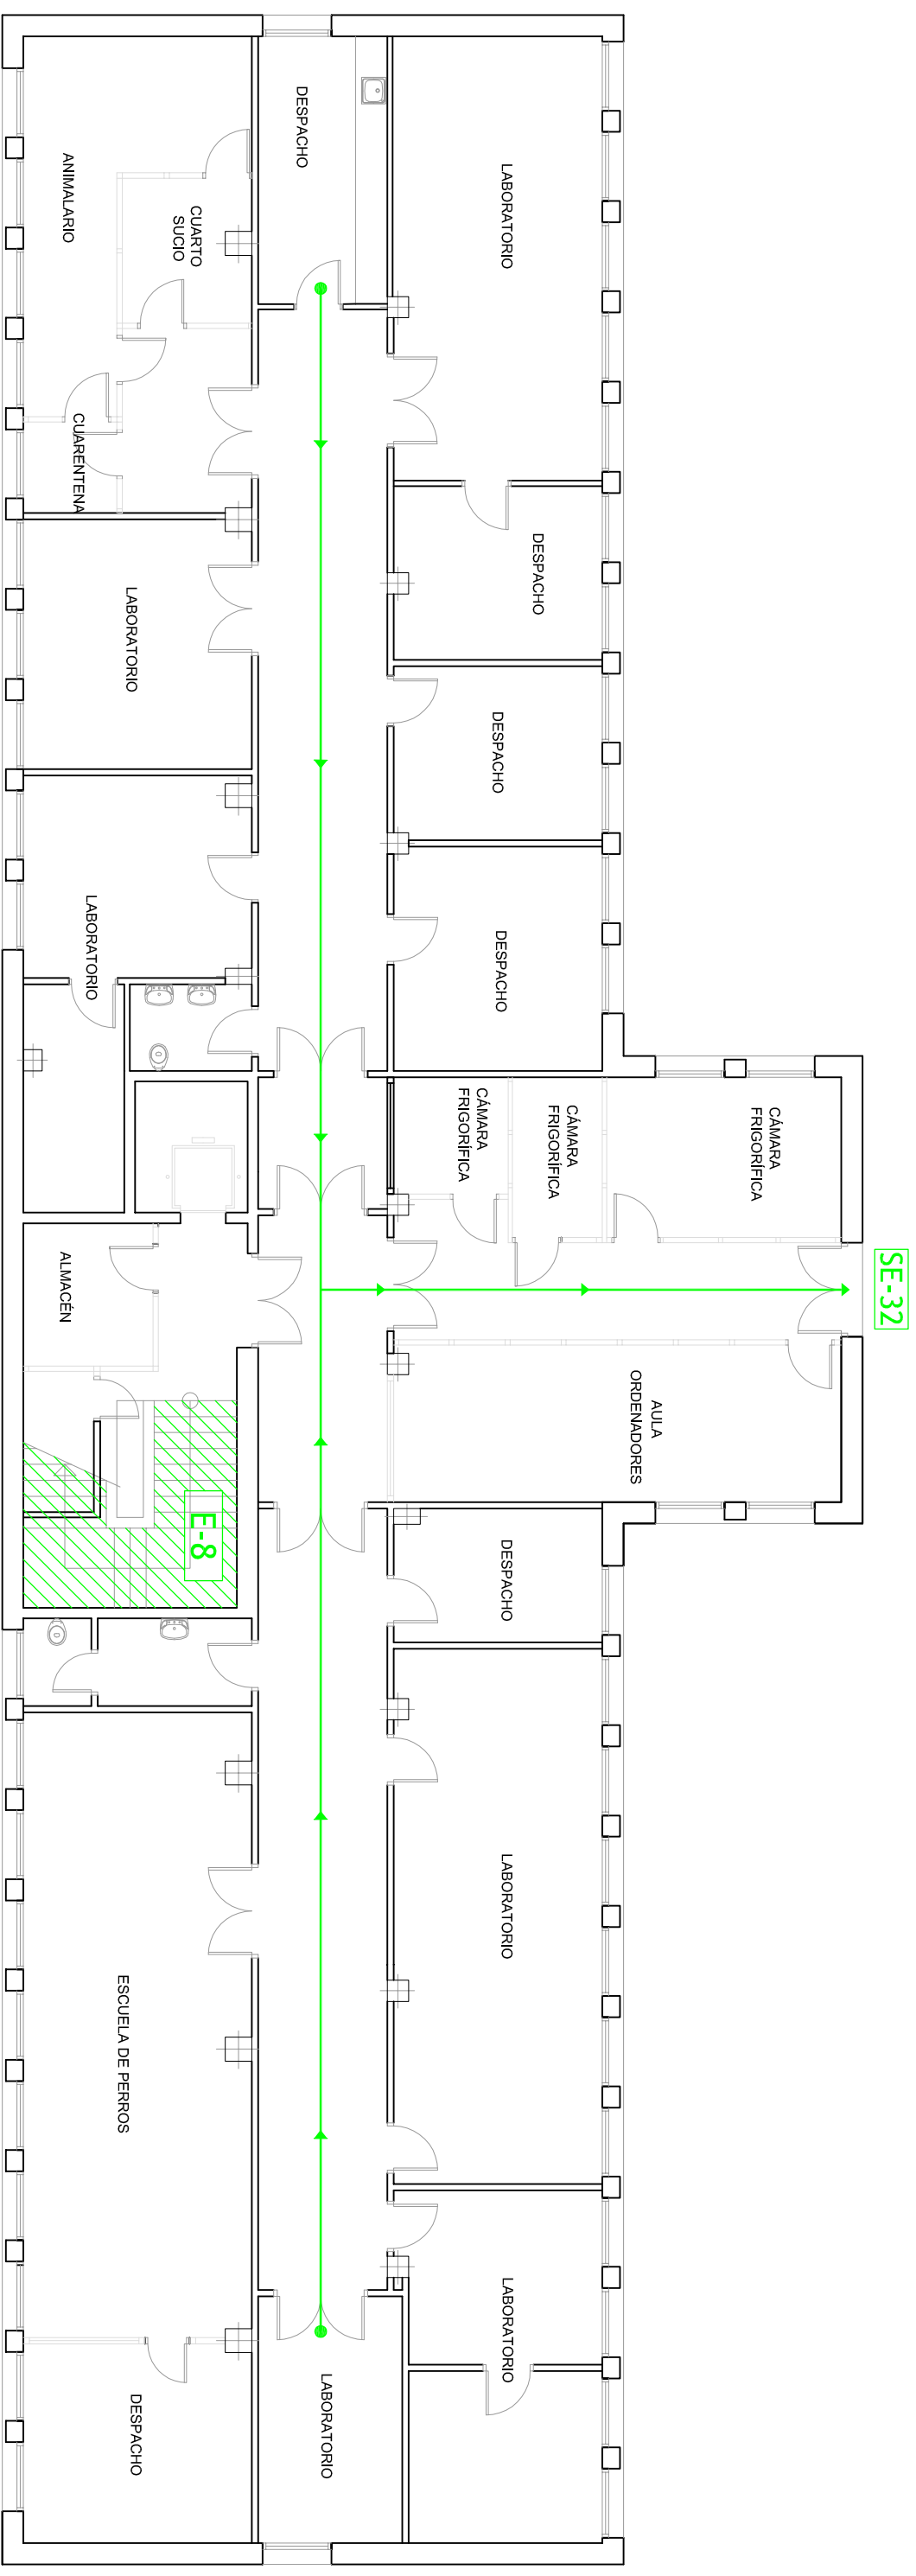 SE-32
CÁMARA
FRIGORÍFICA
AULA
ORDENADORES
CÁMARA
FRIGORÍFICA
CÁMARA
FRIGORÍFICA
LABORATORIO
DESPACHO
DESPACHO
DESPACHO
DESPACHO
LABORATORIO
LABORATORIO
DESPACHO
LABORATORIO
CUARTO
SUCIO
ANIMALARIO
CUARENTENA
LABORATORIO
LABORATORIO
ALMACÉN
E-8
ESCUELA DE PERROS
DESPACHO